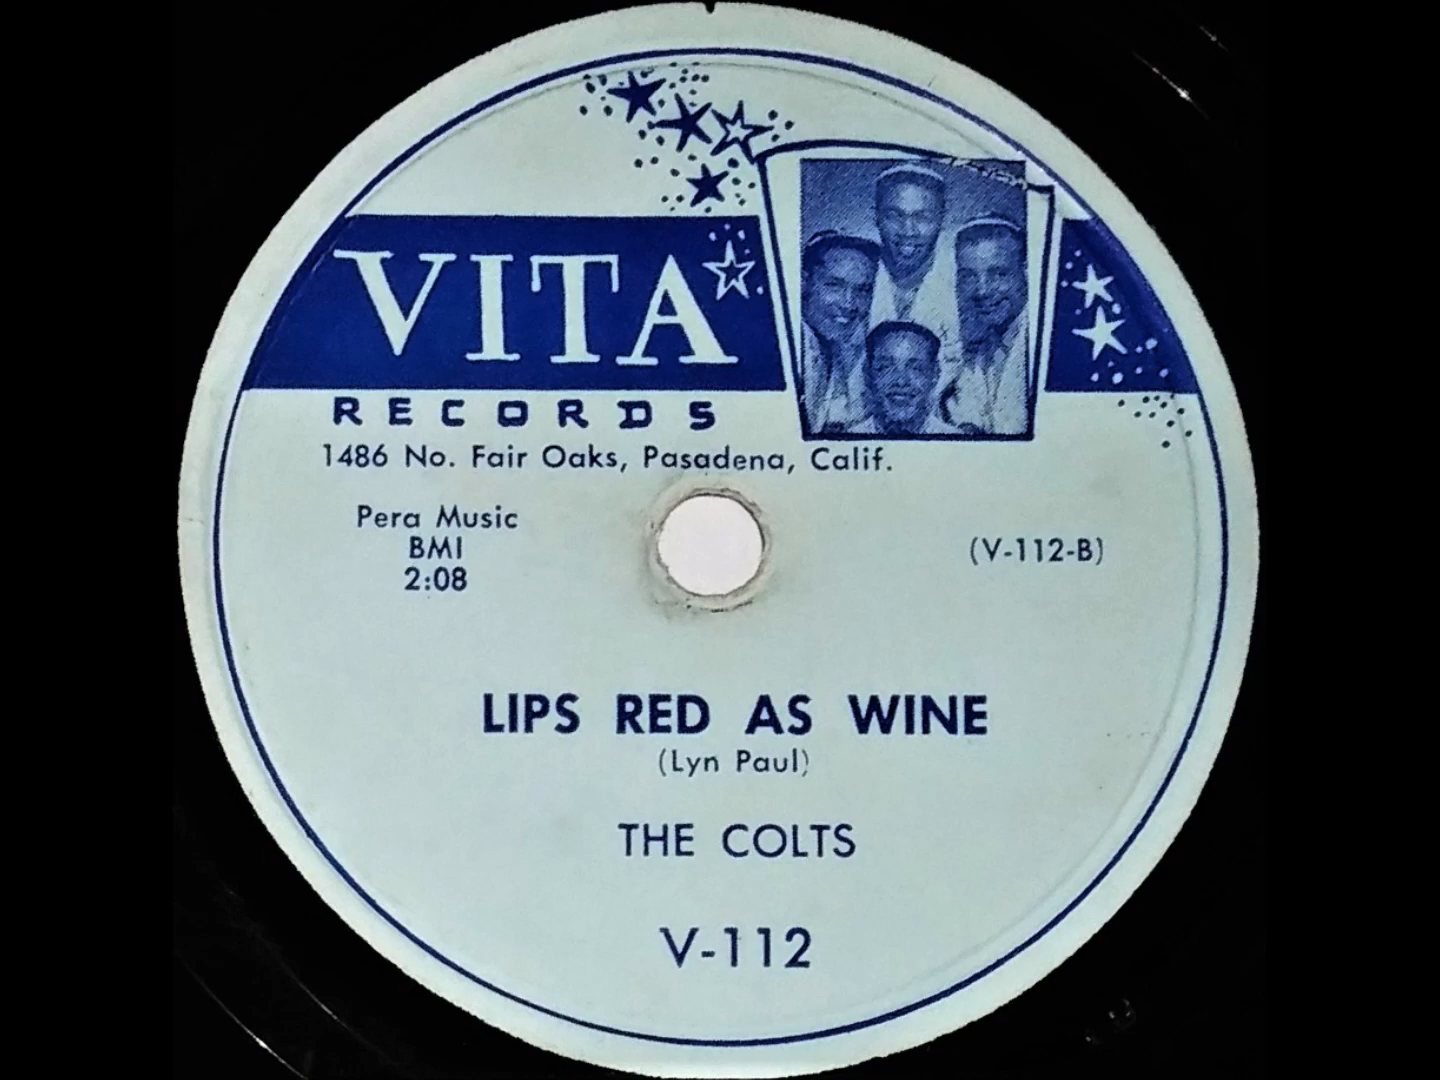 VITA
RECORDS
1486 No. Fair Oaks, Pasadena, Calif.
Pera Music
BMI
2:08
(V-112-B)
LIPS RED AS WINE
(Lyn Paul)
THE COLTS
V-112